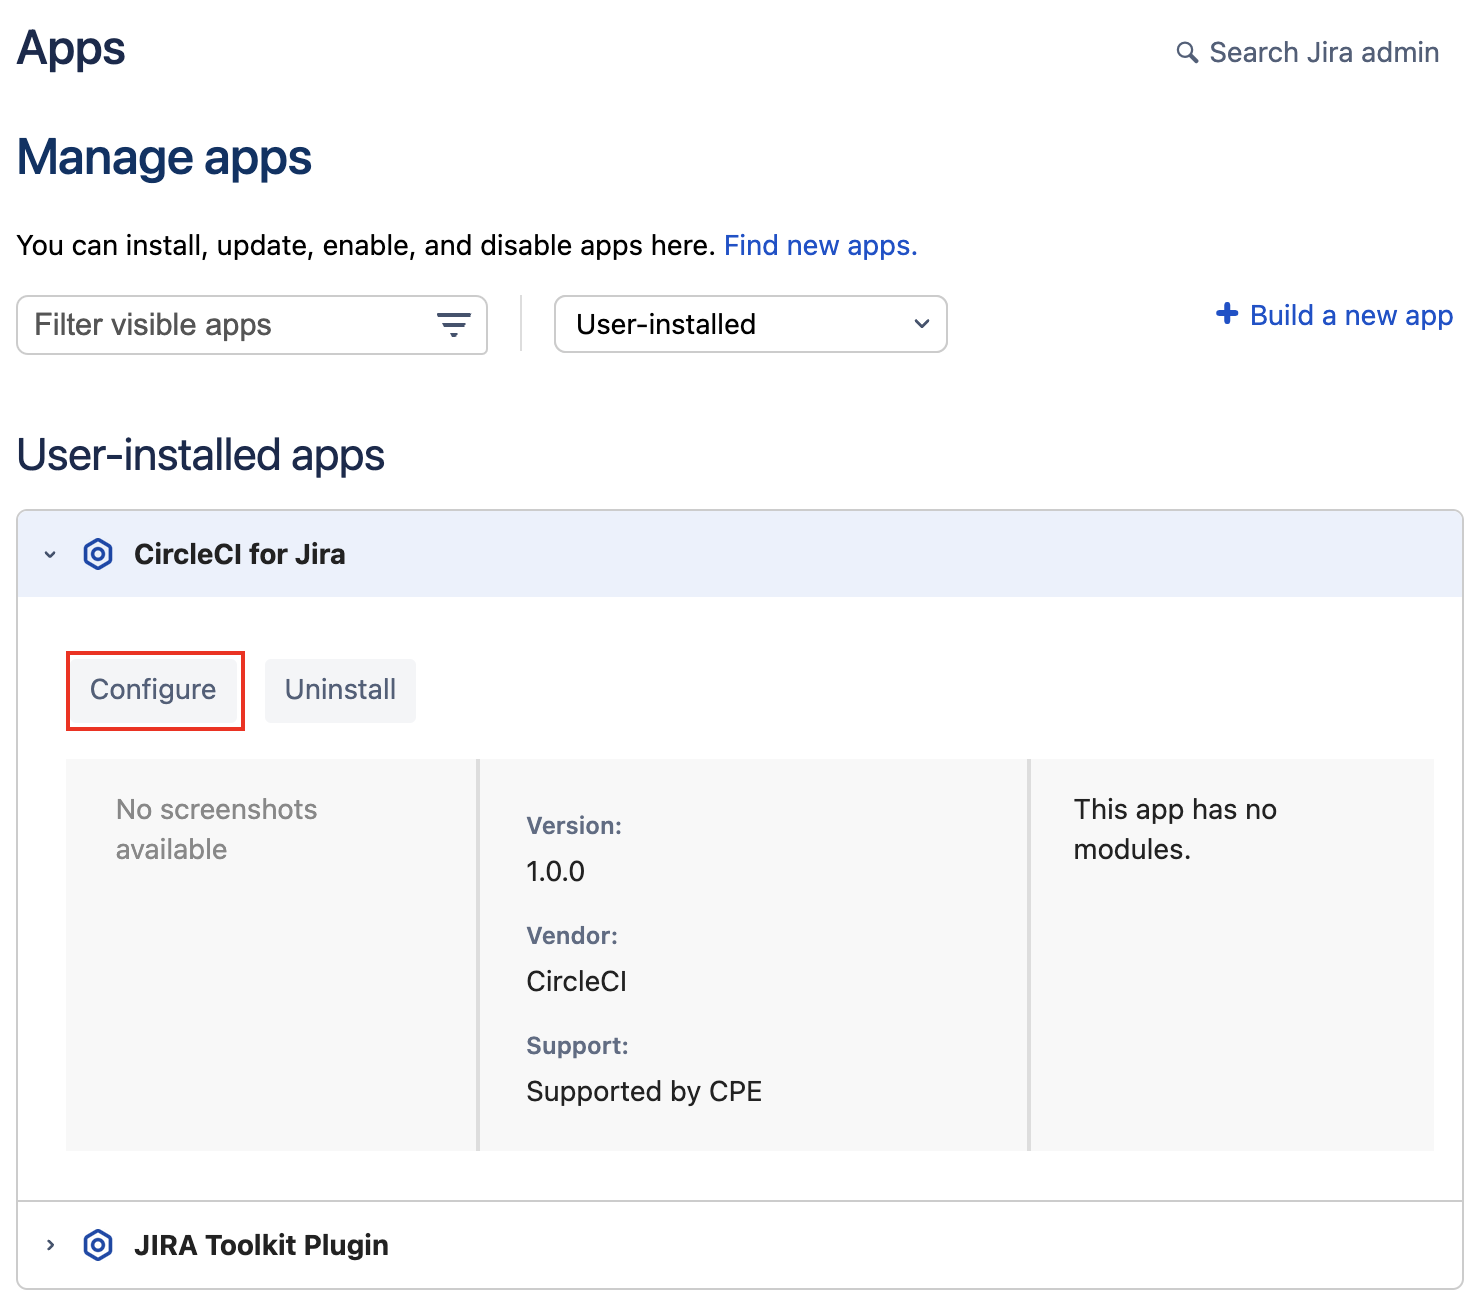 Apps
Search Jira admin
Manage apps
You can install, update, enable, and disable apps here. Find new apps.
Filter visible apps
User-installed
Build a new app
User-installed apps
CircleCI for Jira
Configure
Uninstall
No screenshots
available
Version:
1.0.0
Vendor:
CircleCI
Support:
Supported by CPE
This app has no
modules.
JIRA Toolkit Plugin